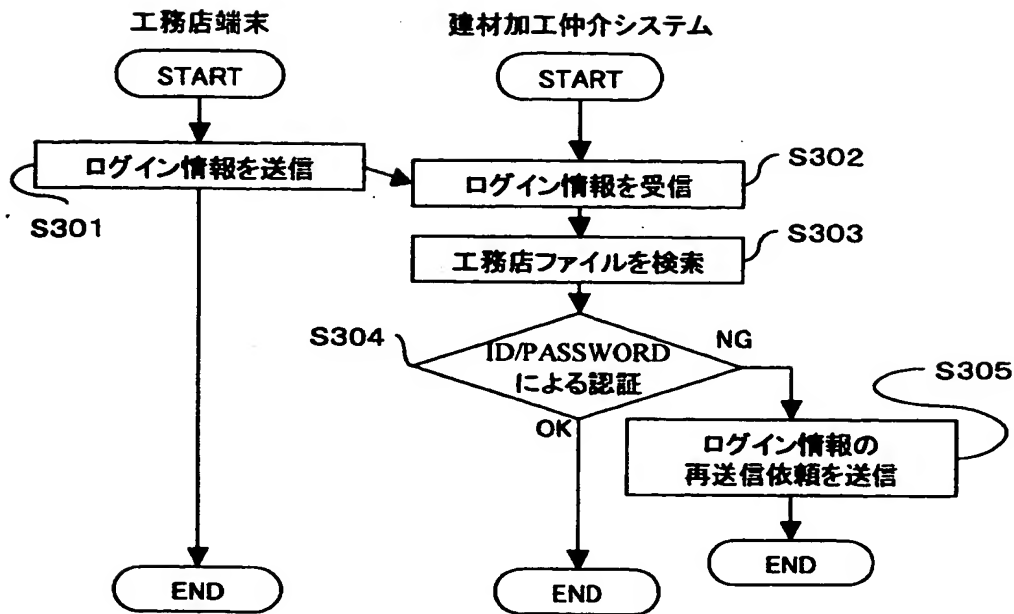 工務店端末
建材加工仲介システム
START
START
ログイン情報を送信
S301
ログイン情報を受信
S302
工務店ファイルを検索
S303
S304
ID/PASSWORD
による認証
NG
OK
S305
ログイン情報の
再送信依頼を送信
END
END
END